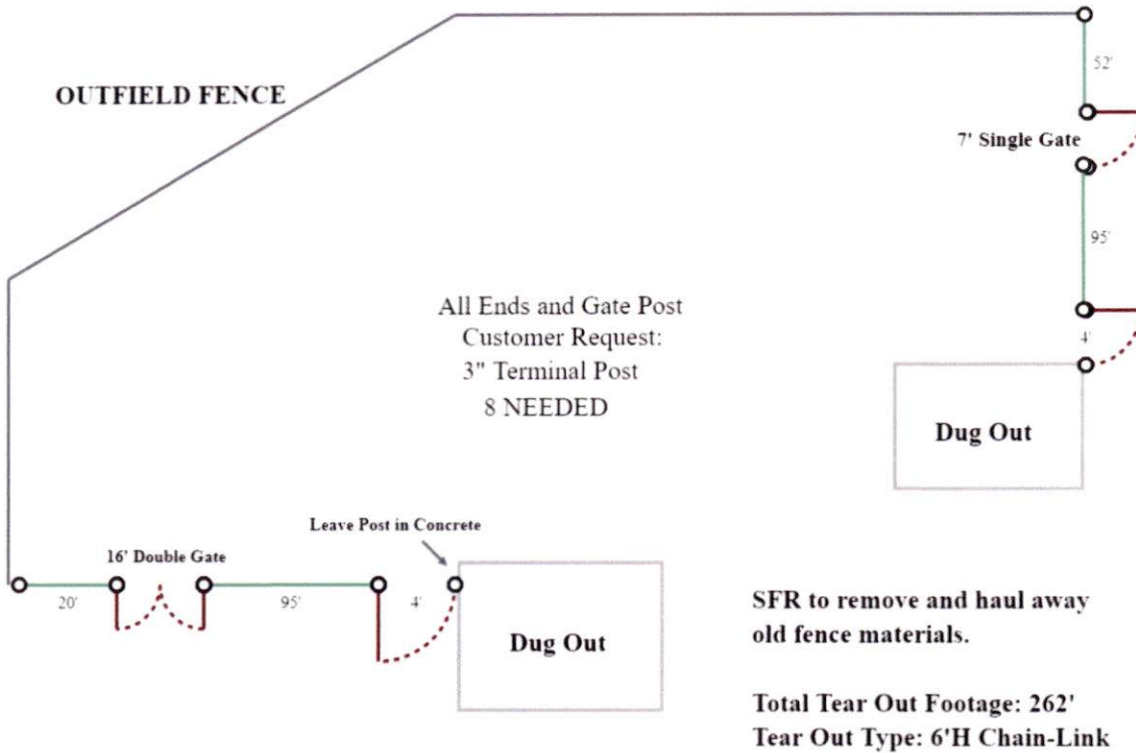 52'
OUTFIELD FENCE
7' Single Gate
95'
All Ends and Gate Post
Customer Request:
3" Terminal Post
8 NEEDED
4'
Dug Out
Leave Post in Concrete
16' Double Gate
20'
95'
4'
Dug Out
SFR to remove and haul away
old fence materials.
Total Tear Out Footage: 262'
Tear Out Type: 6'H Chain-Link